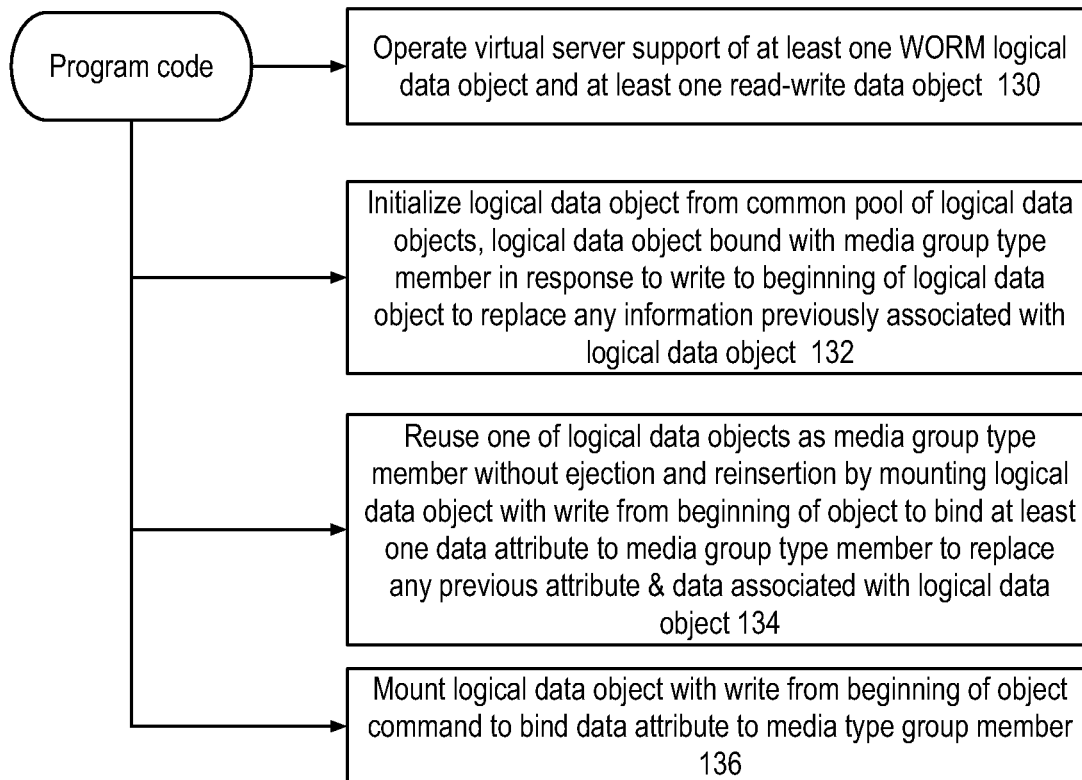 Program code
Operate virtual server support of at least one WORM logical
data object and at least one read-write data object 130
Initialize logical data object from common pool of logical data
objects, logical data object bound with media group type
member in response to write to beginning of logical data
object to replace any information previously associated with
logical data object 132
Reuse one of logical data objects as media group type
member without ejection and reinsertion by mounting logical
data object with write from beginning of object to bind at least
one data attribute to media group type member to replace
any previous attribute & data associated with logical data
object 134
Mount logical data object with write from beginning of object
command to bind data attribute to media type group member
136